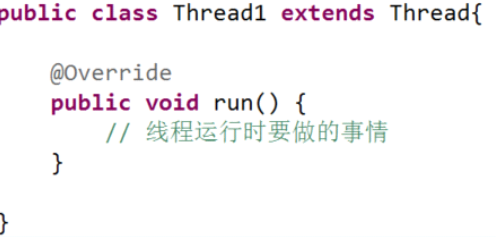 public class Thread1 extends Thread{
@Override
public void run() {
// 线程运行时要做的事情
}
}